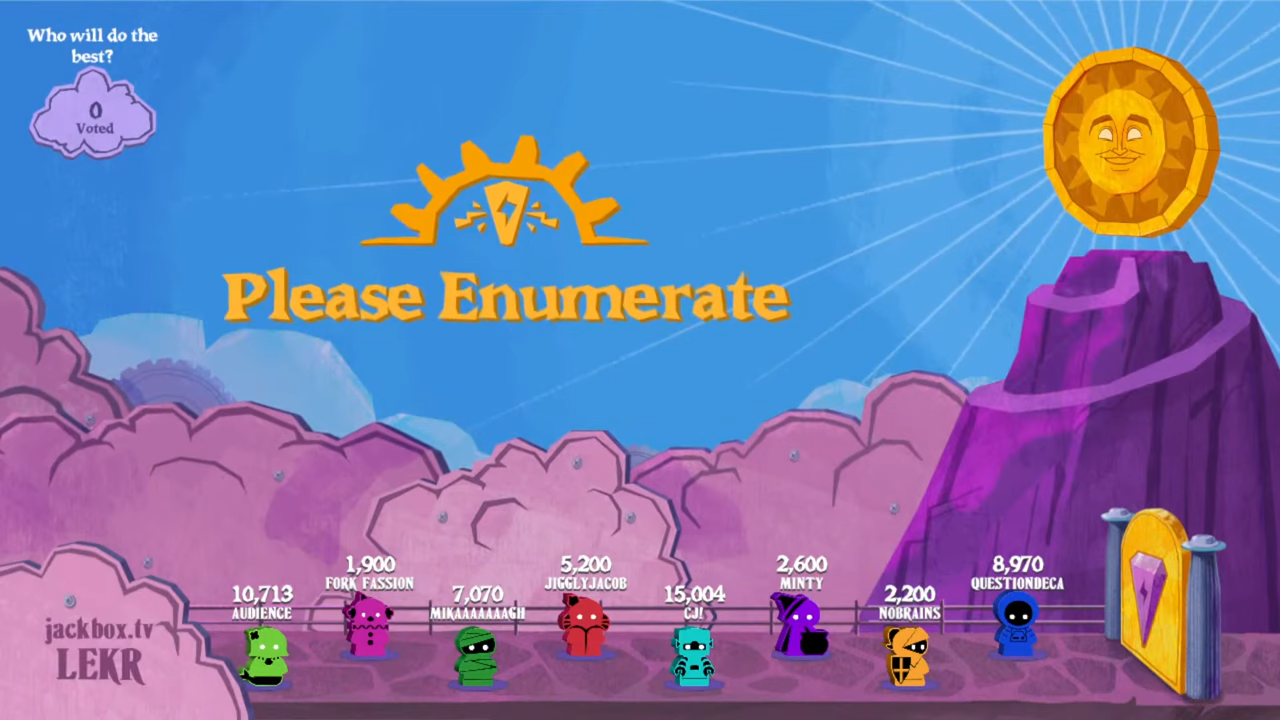 Who will do the
best?
0
Voted
Please Enumerate
10,713
AUDIENCE
1,900
FORK FASSION
7,070
MIKAAAAAAAGH
5,200
JIGGLYJACOB
15,004
CJ!
2,600
MINTY
2,200
NOBRAINS
8,970
QUESTIONDECA
jackbox.tv
LEKR